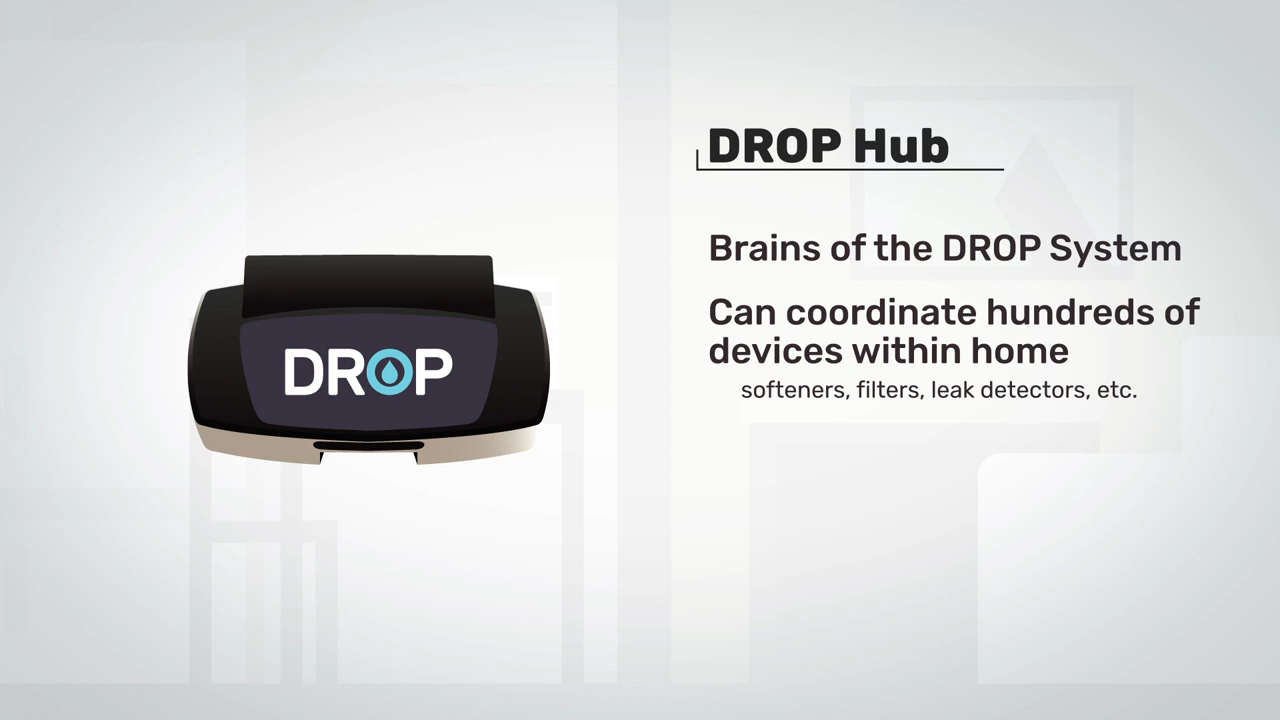 DROP Hub
Brains of the DROP System
Can coordinate hundreds of
devices within home
softeners, filters, leak detectors, etc.
DROP